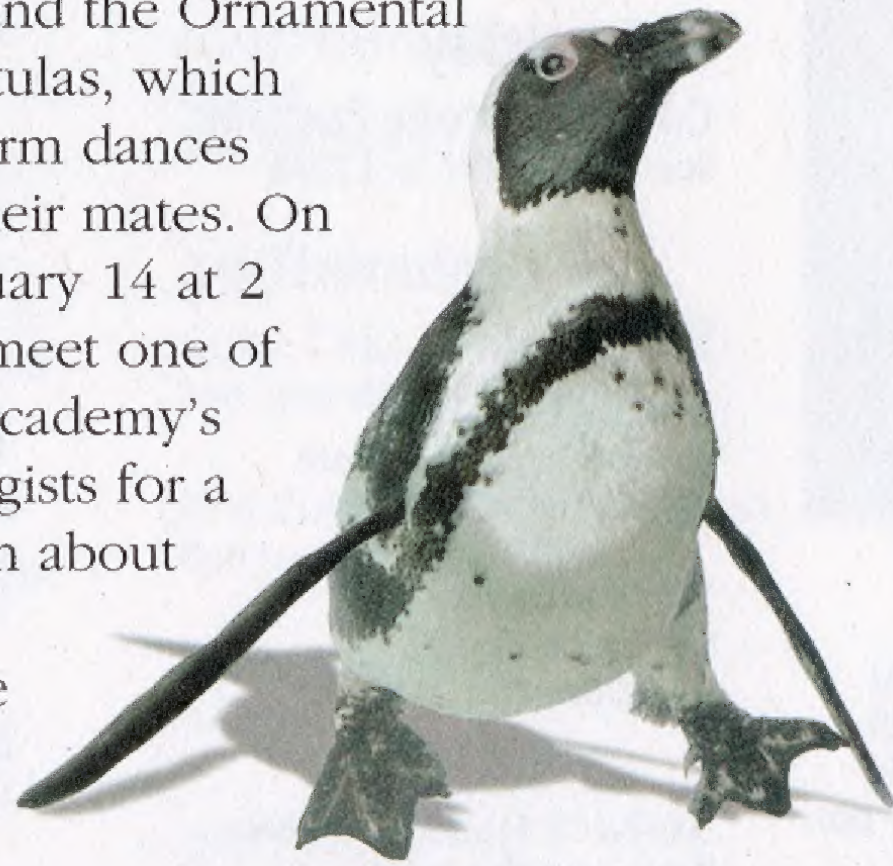 nd the Ornamental
tulas, which
rm dances
eir mates. On
uary 14 at 2
meet one of
cademy's
gists for a
n about
e